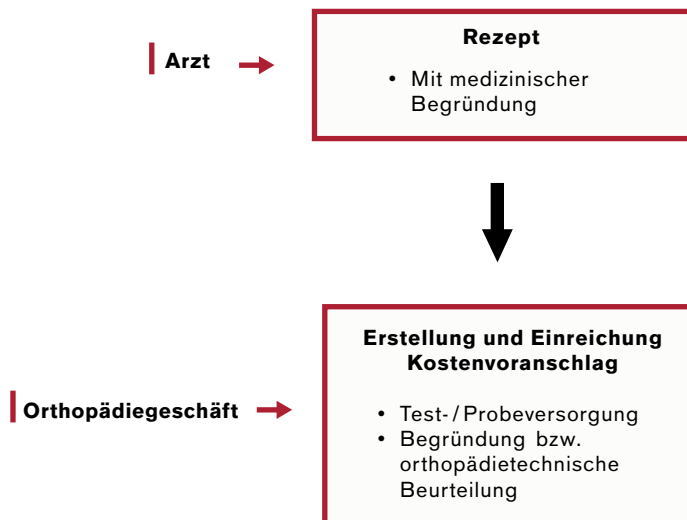 Arzt
Rezept
• Mit medizinischer
Begründung
Orthopädiegeschäft
Erstellung und Einreichung
Kostenvoranschlag
• Test-/Probeversorgung
• Begründung bzw.
orthopädietechnische
Beurteilung